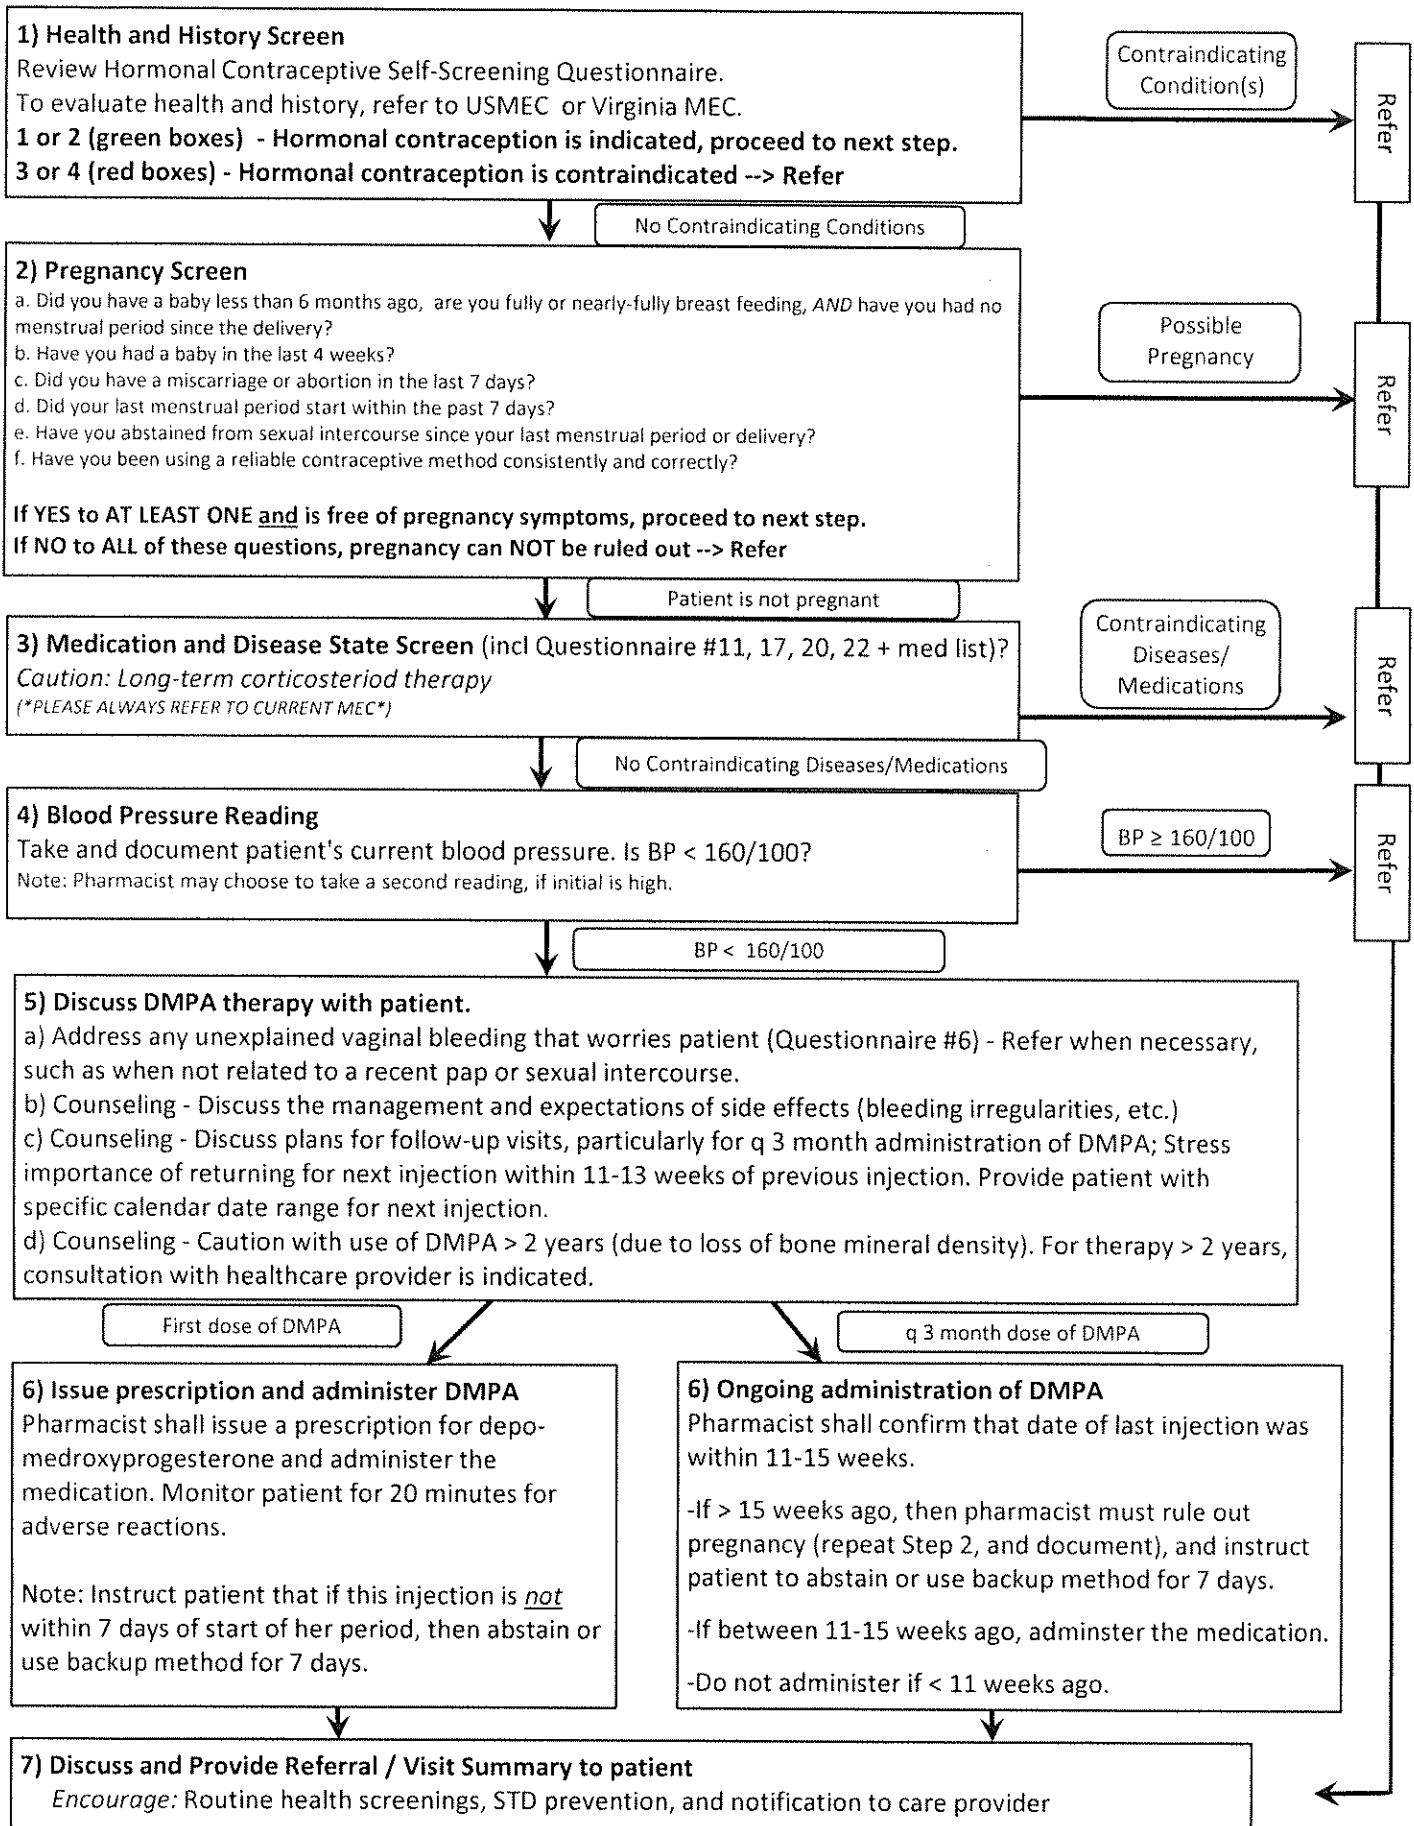 1) Health and History Screen
Review Hormonal Contraceptive Self-Screening Questionnaire.
To evaluate health and history, refer to USMEC or Virginia MEC.
1 or 2 (green boxes) - Hormonal contraception is indicated, proceed to next step.
3 or 4 (red boxes) - Hormonal contraception is contraindicated --> Refer
Contraindicating
Condition(s)
Refer
No Contraindicating Conditions
2) Pregnancy Screen
a. Did you have a baby less than 6 months ago, are you fully or nearly-fully breast feeding, AND have you had no
menstrual period since the delivery?
b. Have you had a baby in the last 4 weeks?
c. Did you have a miscarriage or abortion in the last 7 days?
d. Did your last menstrual period start within the past 7 days?
e. Have you abstained from sexual intercourse since your last menstrual period or delivery?
f. Have you been using a reliable contraceptive method consistently and correctly?
If YES to AT LEAST ONE and is free of pregnancy symptoms, proceed to next step.
If NO to ALL of these questions, pregnancy can NOT be ruled out --> Refer
Possible
Pregnancy
Refer
Patient is not pregnant
3) Medication and Disease State Screen (incl Questionnaire #11, 17, 20, 22 + med list)?
Caution: Long-term corticosteriod therapy
(*PLEASE ALWAYS REFER TO CURRENT MEC*)
Contraindicating
Diseases/
Medications
Refer
No Contraindicating Diseases/Medications
4) Blood Pressure Reading
Take and document patient's current blood pressure. Is BP < 160/100?
Note: Pharmacist may choose to take a second reading, if initial is high.
BP ≥ 160/100
Refer
BP < 160/100
5) Discuss DMPA therapy with patient.
a) Address any unexplained vaginal bleeding that worries patient (Questionnaire #6) - Refer when necessary,
such as when not related to a recent pap or sexual intercourse.
b) Counseling - Discuss the management and expectations of side effects (bleeding irregularities, etc.)
c) Counseling - Discuss plans for follow-up visits, particularly for q 3 month administration of DMPA; Stress
importance of returning for next injection within 11-13 weeks of previous injection. Provide patient with
specific calendar date range for next injection.
d) Counseling - Caution with use of DMPA > 2 years (due to loss of bone mineral density). For therapy > 2 years,
consultation with healthcare provider is indicated.
First dose of DMPA
q 3 month dose of DMPA
6) Issue prescription and administer DMPA
Pharmacist shall issue a prescription for depo-
medroxyprogesterone and administer the
medication. Monitor patient for 20 minutes for
adverse reactions.
Note: Instruct patient that if this injection is not
within 7 days of start of her period, then abstain or
use backup method for 7 days.
6) Ongoing administration of DMPA
Pharmacist shall confirm that date of last injection was
within 11-15 weeks.
-If > 15 weeks ago, then pharmacist must rule out
pregnancy (repeat Step 2, and document), and instruct
patient to abstain or use backup method for 7 days.
-If between 11-15 weeks ago, adminster the medication.
-Do not administer if < 11 weeks ago.
7) Discuss and Provide Referral / Visit Summary to patient
Encourage: Routine health screenings, STD prevention, and notification to care provider